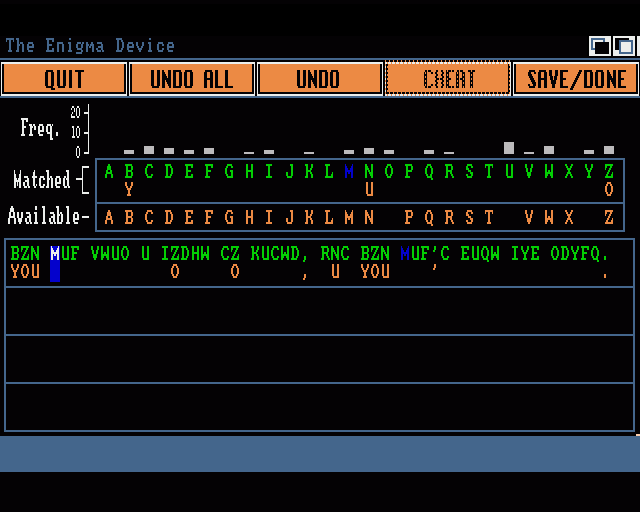 The Enigma Device
QUIT UNDO ALL UNDO CHEAT SAVE/DONE
20
Freq. 10
0
A B C D E F G H I J K L M N O P Q R S T U V W X Y Z
Matched
Y U O
Available A B C D E F G H I J K L M N P Q R S T V W X Z
BZN MUF VWUO U IZDHW CZ KUCWD, RNC BZN MUF'C EUQW IYE ODYFQ.
YOU O O , U YOU ' .